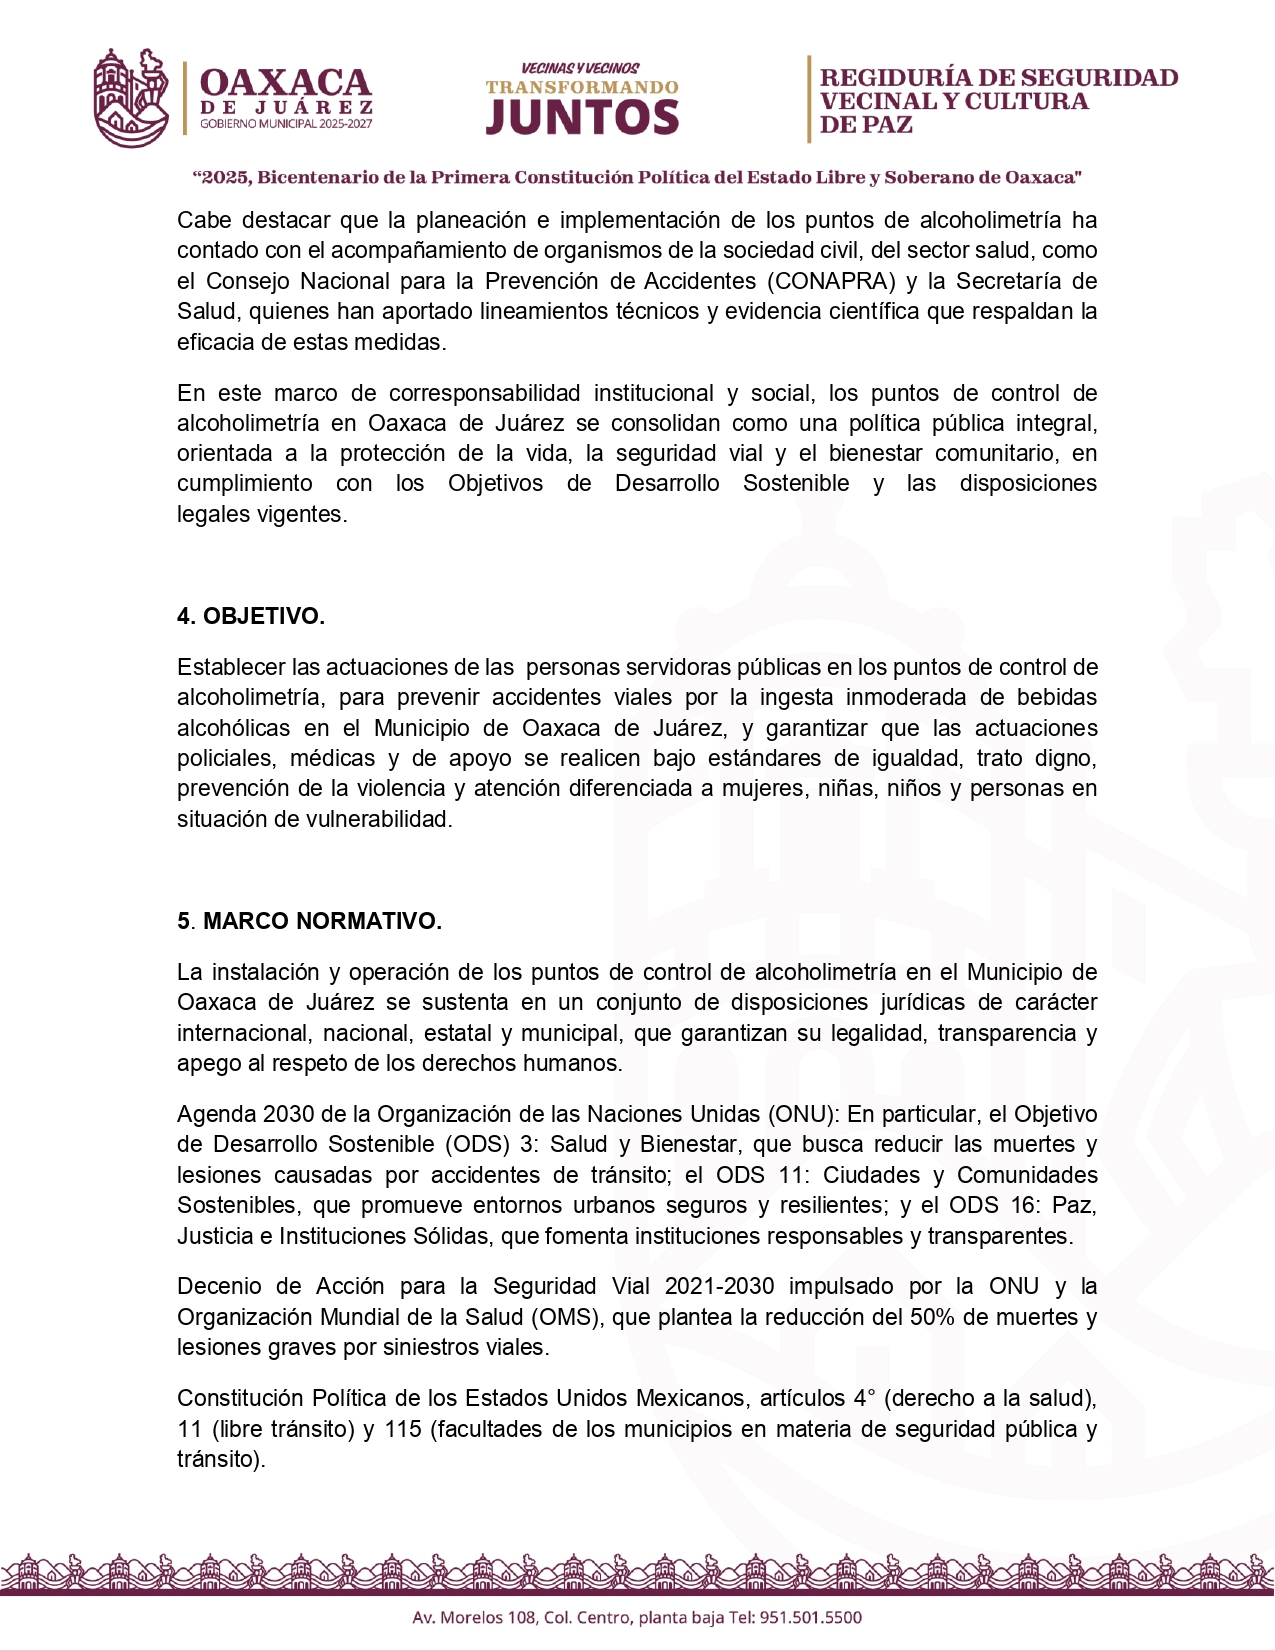 OAXACA
DE JUÁREZ
GOBIERNO MUNICIPAL 2025-2027
VECINAS Y VECINOS
TRANSFORMANDO
JUNTOS
REGIDURÍA DE SEGURIDAD
VECINAL Y CULTURA
DE PAZ
“2025, Bicentenario de la Primera Constitución Política del Estado Libre y Soberano de Oaxaca"
Cabe destacar que la planeación e implementación de los puntos de alcoholimetría ha
contado con el acompañamiento de organismos de la sociedad civil, del sector salud, como
el Consejo Nacional para la Prevención de Accidentes (CONAPRA) y la Secretaría de
Salud, quienes han aportado lineamientos técnicos y evidencia científica que respaldan la
eficacia de estas medidas.
En este marco de corresponsabilidad institucional y social, los puntos de control de
alcoholimetría en Oaxaca de Juárez se consolidan como una política pública integral,
orientada a la protección de la vida, la seguridad vial y el bienestar comunitario, en
cumplimiento con los Objetivos de Desarrollo Sostenible y las disposiciones
legales vigentes.
4. OBJETIVO.
Establecer las actuaciones de las personas servidoras públicas en los puntos de control de
alcoholimetría, para prevenir accidentes viales por la ingesta inmoderada de bebidas
alcohólicas en el Municipio de Oaxaca de Juárez, y garantizar que las actuaciones
policiales, médicas y de apoyo se realicen bajo estándares de igualdad, trato digno,
prevención de la violencia y atención diferenciada a mujeres, niñas, niños y personas en
situación de vulnerabilidad.
5. MARCO NORMATIVO.
La instalación y operación de los puntos de control de alcoholimetría en el Municipio de
Oaxaca de Juárez se sustenta en un conjunto de disposiciones jurídicas de carácter
internacional, nacional, estatal y municipal, que garantizan su legalidad, transparencia y
apego al respeto de los derechos humanos.
Agenda 2030 de la Organización de las Naciones Unidas (ONU): En particular, el Objetivo
de Desarrollo Sostenible (ODS) 3: Salud y Bienestar, que busca reducir las muertes y
lesiones causadas por accidentes de tránsito; el ODS 11: Ciudades y Comunidades
Sostenibles, que promueve entornos urbanos seguros y resilientes; y el ODS 16: Paz,
Justicia e Instituciones Sólidas, que fomenta instituciones responsables y transparentes.
Decenio de Acción para la Seguridad Vial 2021-2030 impulsado por la ONU y la
Organización Mundial de la Salud (OMS), que plantea la reducción del 50% de muertes y
lesiones graves por siniestros viales.
Constitución Política de los Estados Unidos Mexicanos, artículos 4° (derecho a la salud),
11 (libre tránsito) y 115 (facultades de los municipios en materia de seguridad pública y
tránsito).
Av. Morelos 108, Col. Centro, planta baja Tel: 951.501.5500